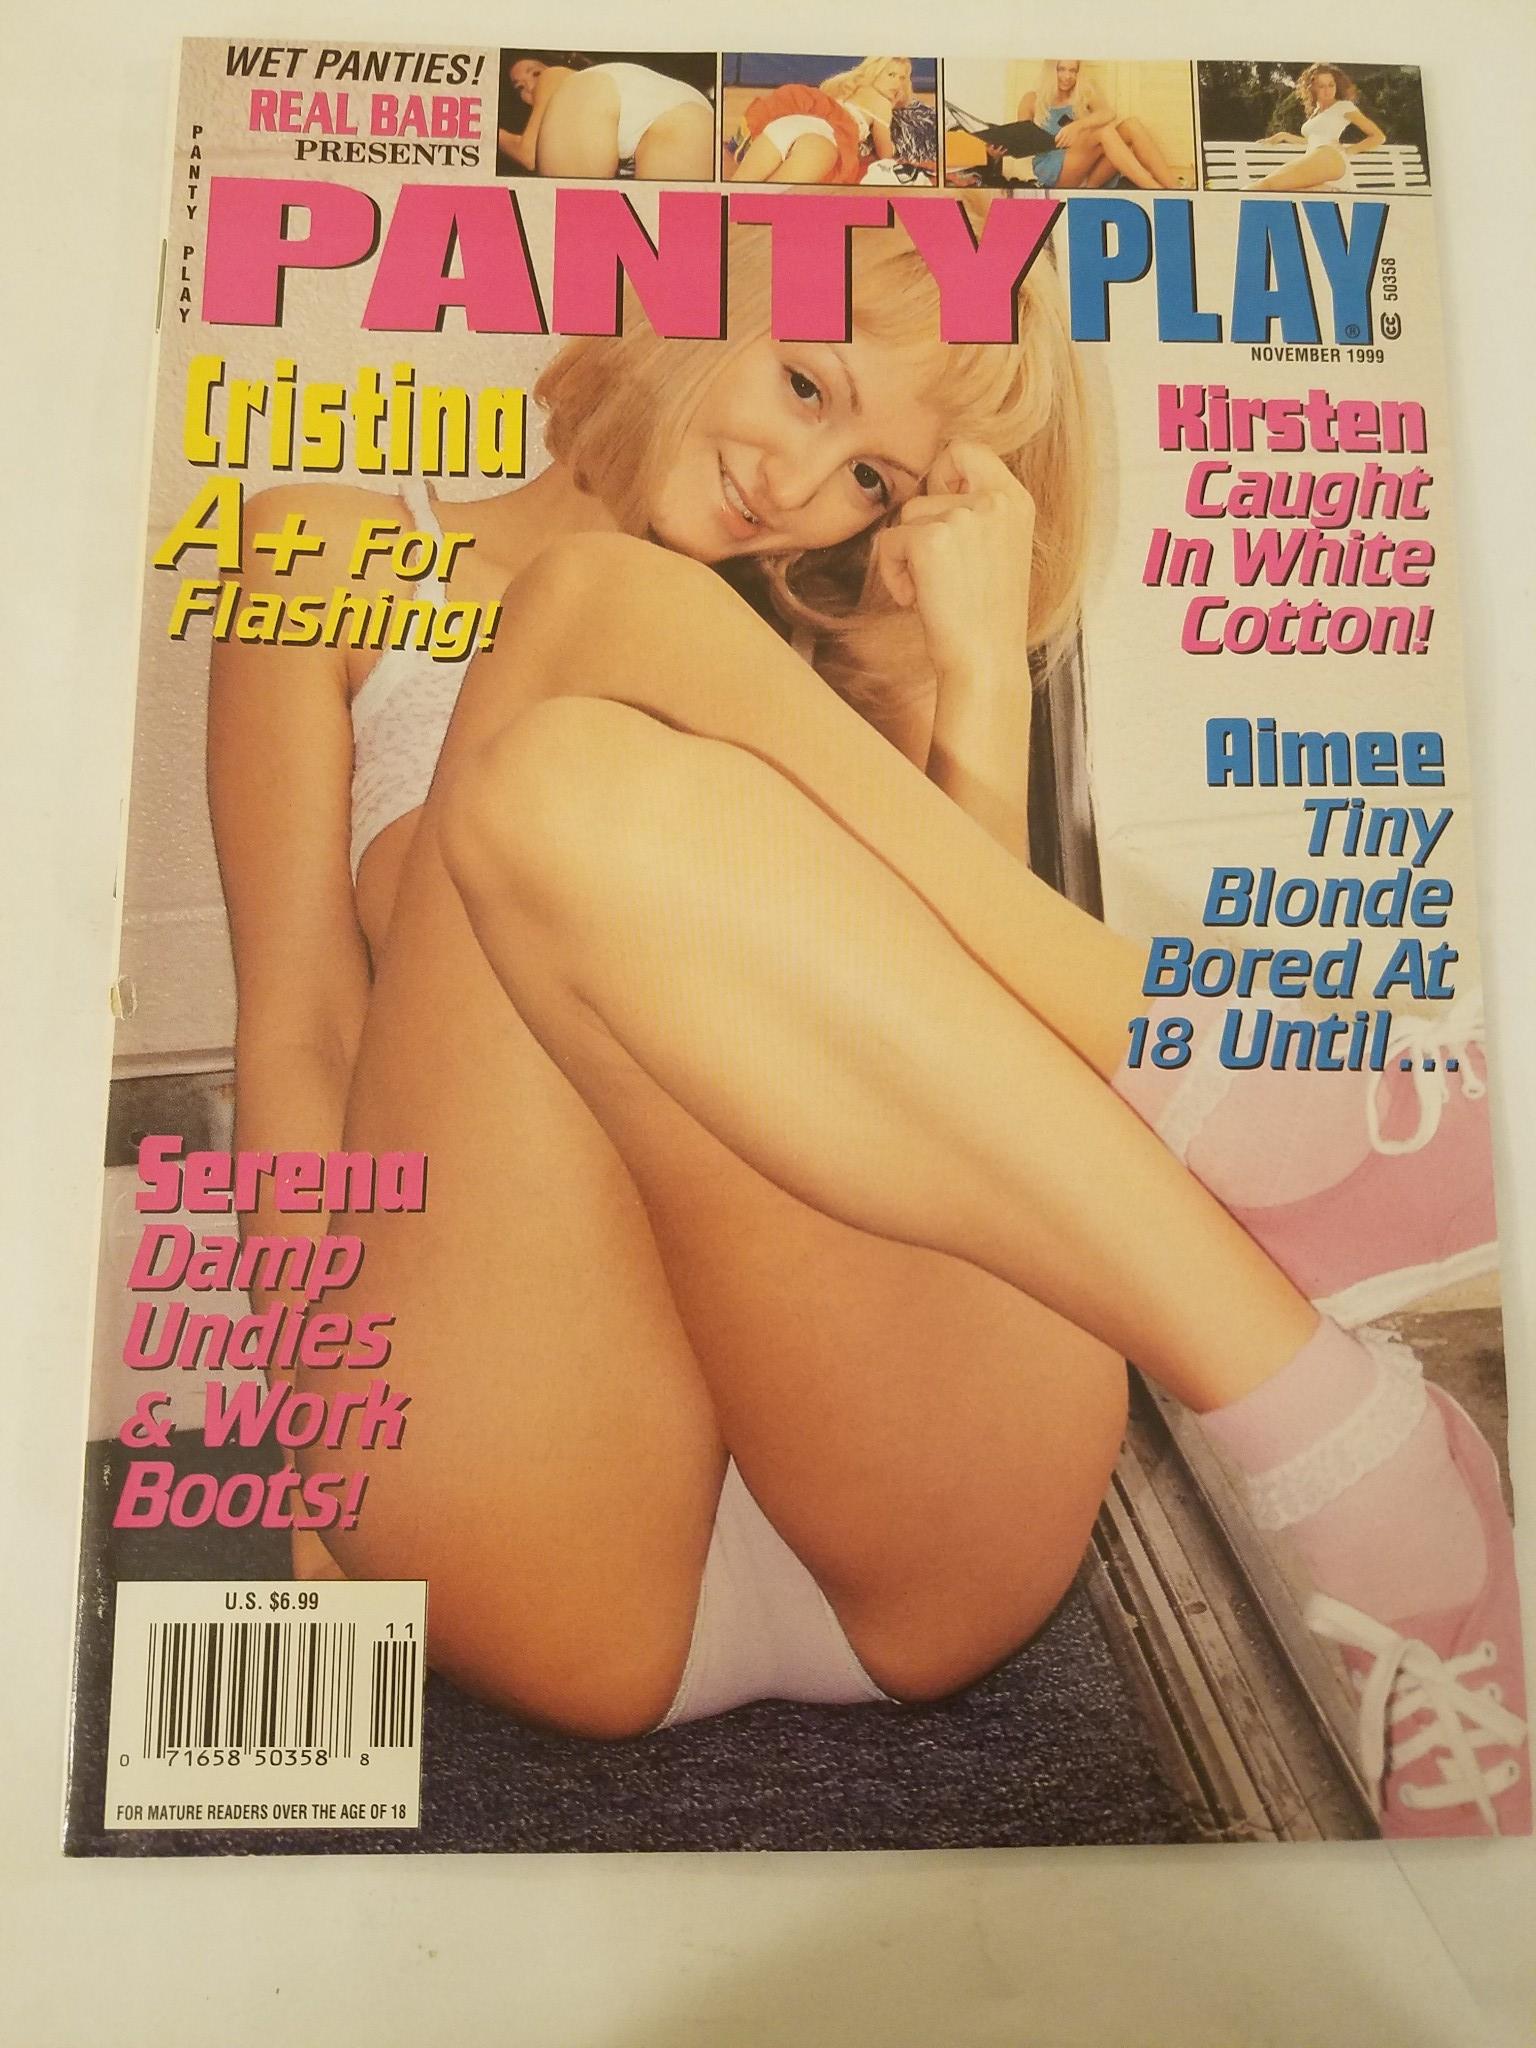 WET PANTIES!
REAL BABE
PRESENTS
PANTY PLAY
PANTYPLAY®
cc 50358
NOVEMBER 1999
Cristina
A+ For
Flashing!
Kirsten
Caught
In White
Cotton!
Aimee
Tiny
Blonde
Bored At
18 Until...
Serena
Damp
Undies
& Work
Boots!
U.S. $6.99
11
0 71658 50358 8
FOR MATURE READERS OVER THE AGE OF 18